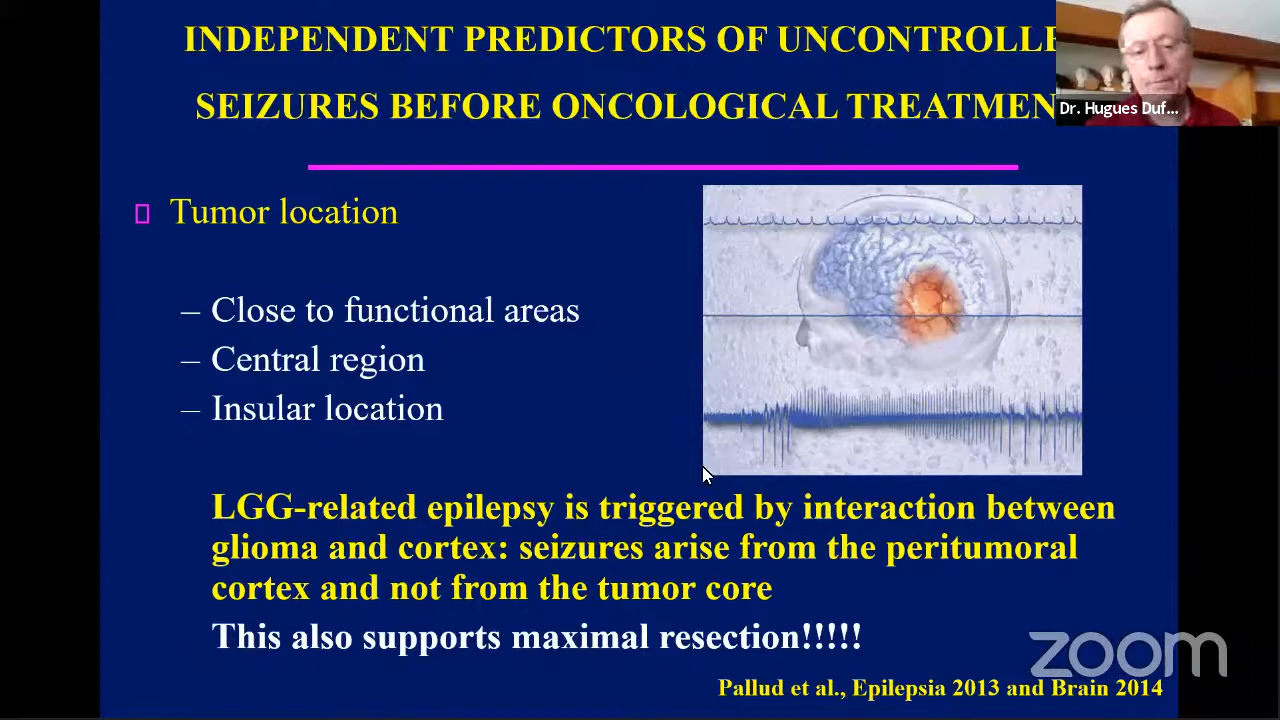 INDEPENDENT PREDICTORS OF UNCONTROLLE
SEIZURES BEFORE ONCOLOGICAL TREATMEN
Dr. Hugues Duf...
Tumor location
– Close to functional areas
– Central region
– Insular location
LGG-related epilepsy is triggered by interaction between
glioma and cortex: seizures arise from the peritumoral
cortex and not from the tumor core
This also supports maximal resection!!!!!
zoom
Pallud et al., Epilepsia 2013 and Brain 2014